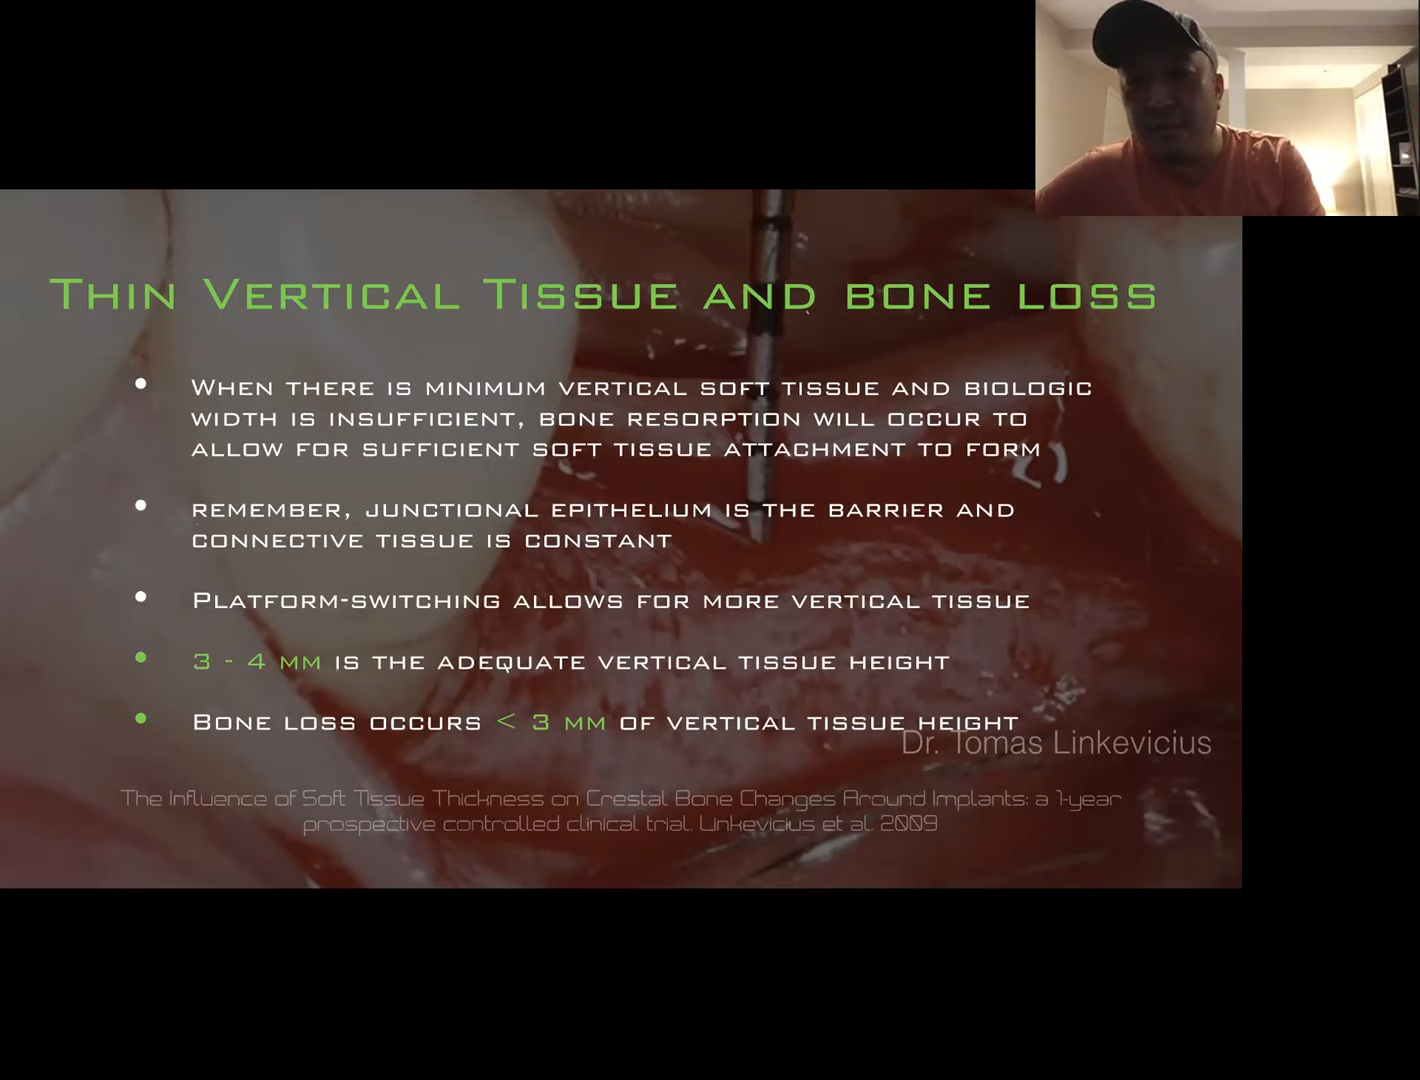 Thin Vertical Tissue and bone loss
When there is minimum vertical soft tissue and biologic
width is insufficient, bone resorption will occur to
allow for sufficient soft tissue attachment to form
remember, junctional epithelium is the barrier and
connective tissue is constant
Platform-switching allows for more vertical tissue
3 - 4 mm is the adequate vertical tissue height
Bone loss occurs < 3 mm of vertical tissue height
Dr. Tomas Linkevicius
The Influence of Soft Tissue Thickness on Crestal Bone Changes Around Implants: a 1-year
prospective controlled clinical trial. Linkevicius et al. 2009